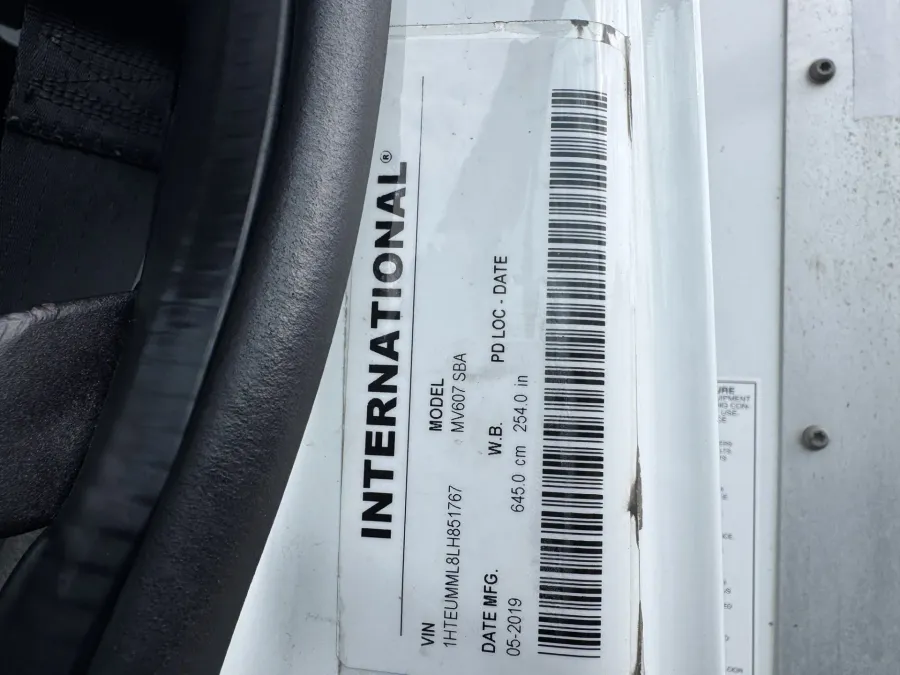 INTERNATIONAL®
VIN MODEL
1HTEUMML8LH851767 MV607 SBA
DATE MFG. W.B. PD LOC - DATE
05-2019 645.0 cm 254.0 in